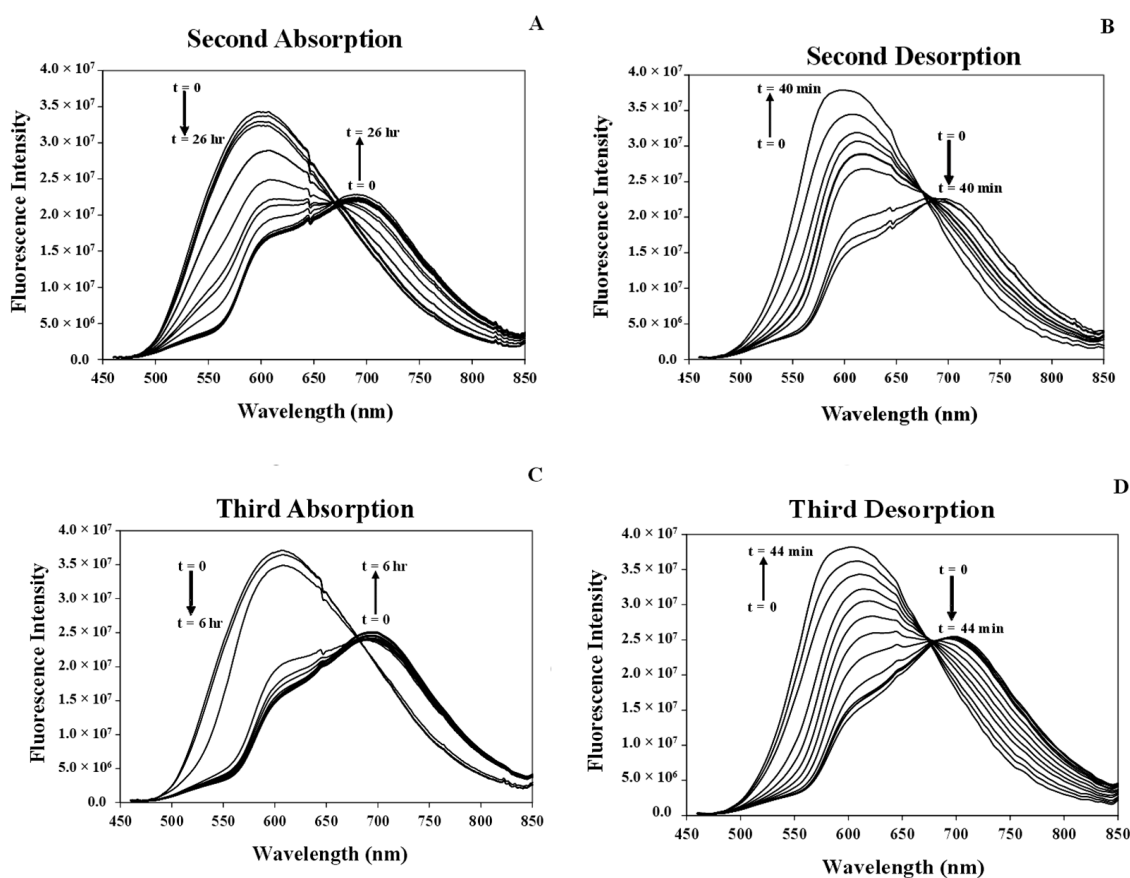 A
Second Absorption
4.0 × 10⁷
3.5 × 10⁷
3.0 × 10⁷
2.5 × 10⁷
2.0 × 10⁷
1.5 × 10⁷
1.0 × 10⁷
5.0 × 10⁶
0.0
Fluorescence Intensity
t = 0
t = 26 hr
t = 26 hr
t = 0
450 500 550 600 650 700 750 800 850
Wavelength (nm)
B
Second Desorption
4.0 × 10⁷
3.5 × 10⁷
3.0 × 10⁷
2.5 × 10⁷
2.0 × 10⁷
1.5 × 10⁷
1.0 × 10⁷
5.0 × 10⁶
0.0
Fluorescence Intensity
t = 40 min
t = 0
t = 0
t = 40 min
450 500 550 600 650 700 750 800 850
Wavelength (nm)
C
Third Absorption
4.0 × 10⁷
3.5 × 10⁷
3.0 × 10⁷
2.5 × 10⁷
2.0 × 10⁷
1.5 × 10⁷
1.0 × 10⁷
5.0 × 10⁶
0.0
Fluorescence Intensity
t = 0
t = 6 hr
t = 6 hr
t = 0
450 500 550 600 650 700 750 800 850
Wavelength (nm)
D
Third Desorption
4.0 × 10⁷
3.5 × 10⁷
3.0 × 10⁷
2.5 × 10⁷
2.0 × 10⁷
1.5 × 10⁷
1.0 × 10⁷
5.0 × 10⁶
0.0
Fluorescence Intensity
t = 44 min
t = 0
t = 0
t = 44 min
450 500 550 600 650 700 750 800 850
Wavelength (nm)